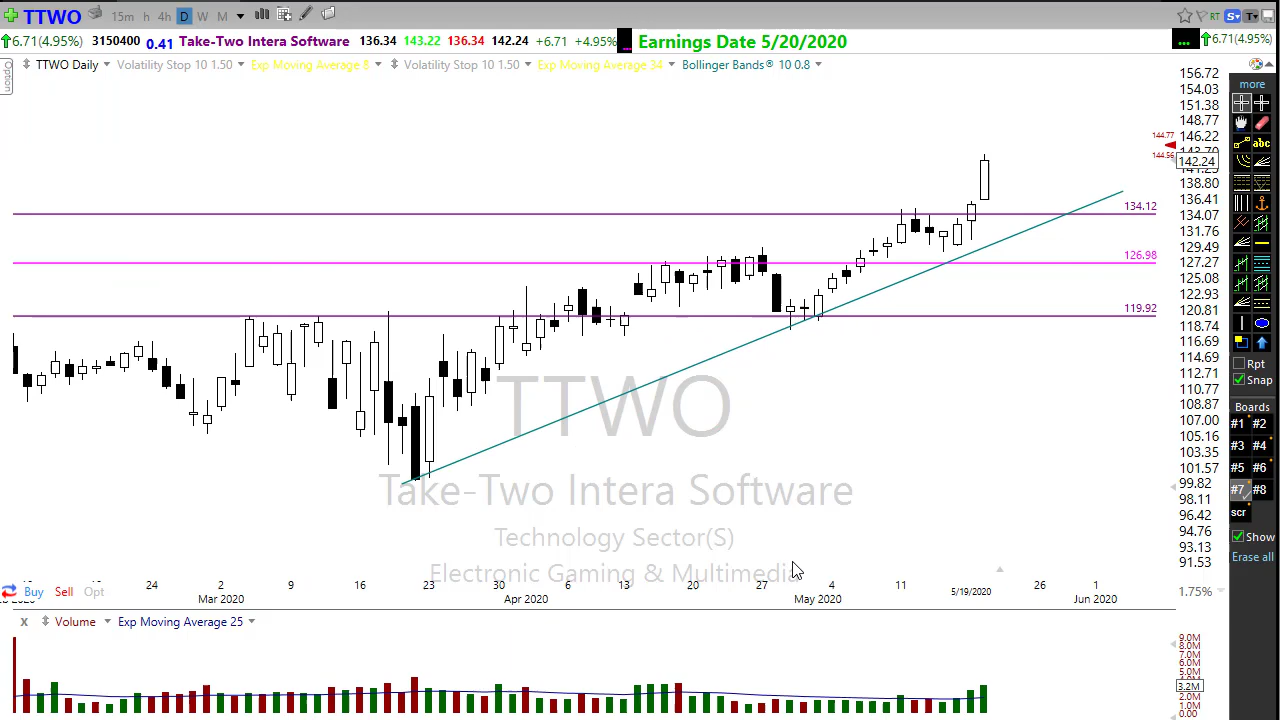 TTWO 15m h 4h D W M RT S T
6.71(4.95%) 3150400 0.41 Take-Two Intera Software 136.34 143.22 136.34 142.24 +6.71 +4.95% ... Earnings Date 5/20/2020 ... 6.71(4.95%)
Option
TTWO Daily Volatility Stop 10 1.50 Exp Moving Average 8 Volatility Stop 10 1.50 Exp Moving Average 34 Bollinger Bands® 10 0.8
156.72
154.03
151.38
148.77
146.22
144.77
144.56
142.24
138.80
136.41
134.12
134.07
131.76
129.49
126.98
127.27
125.08
122.93
119.92
120.81
118.74
116.69
114.69
112.71
110.77
108.87
107.00
105.16
103.35
101.57
99.82
98.11
96.42
94.76
93.13
91.53
TTWO
Take-Two Intera Software
Technology Sector(S)
Electronic Gaming & Multimedia
24 2 9 16 23 30 6 13 20 27 4 11 5/19/2020 26 1
Mar 2020 Apr 2020 May 2020 Jun 2020
Buy Sell Opt 1.75%
x Volume Exp Moving Average 25
9.0M
8.0M
7.0M
6.0M
5.0M
4.0M
3.2M
2.0M
1.0M
0.00
more
abc
Rpt
Snap
Boards
#1 #2
#3 #4
#5 #6
#7 #8
scr
Show
Erase all